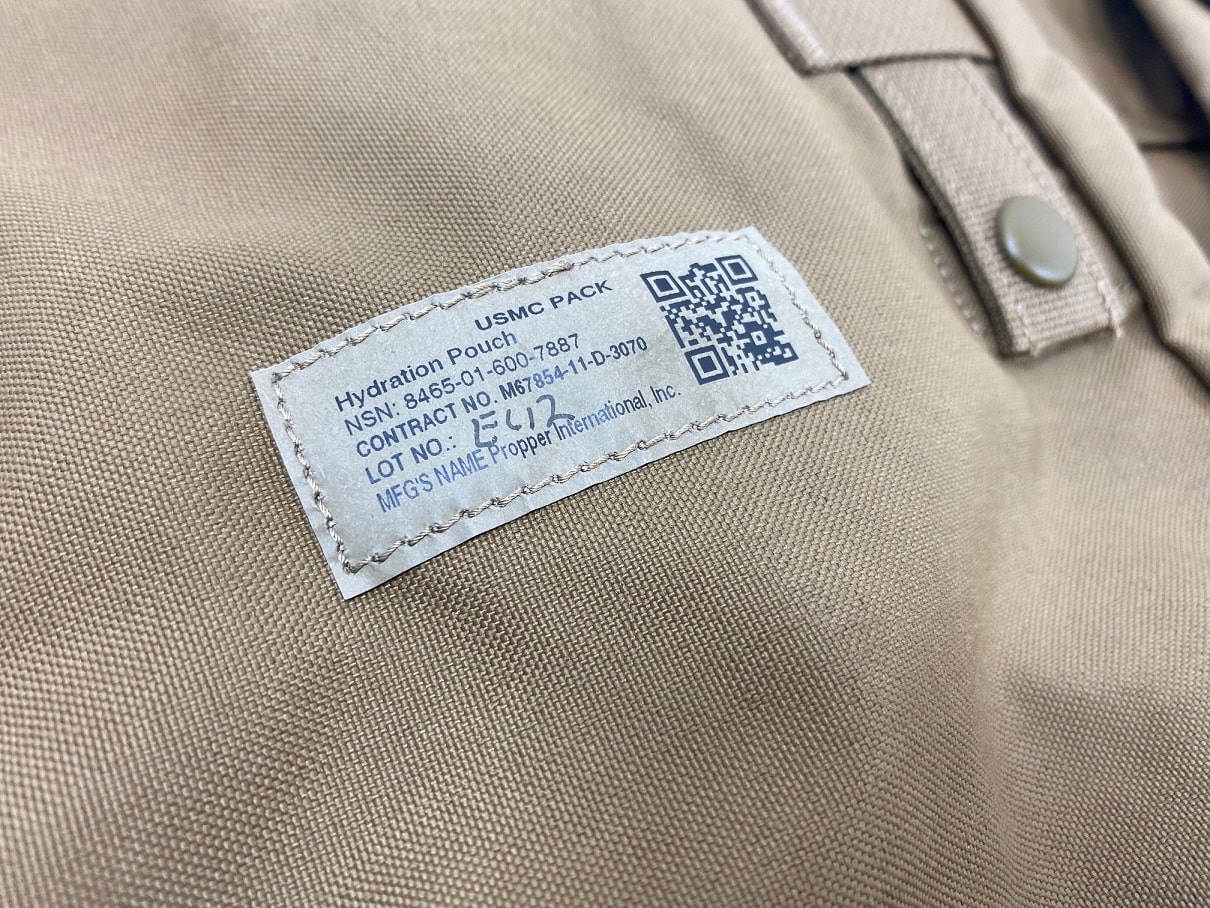 USMC PACK
Hydration Pouch
NSN: 8465-01-600-7887
CONTRACT NO. M67854-11-D-3070
LOT NO.:
MFG'S NAME Propper International, Inc.